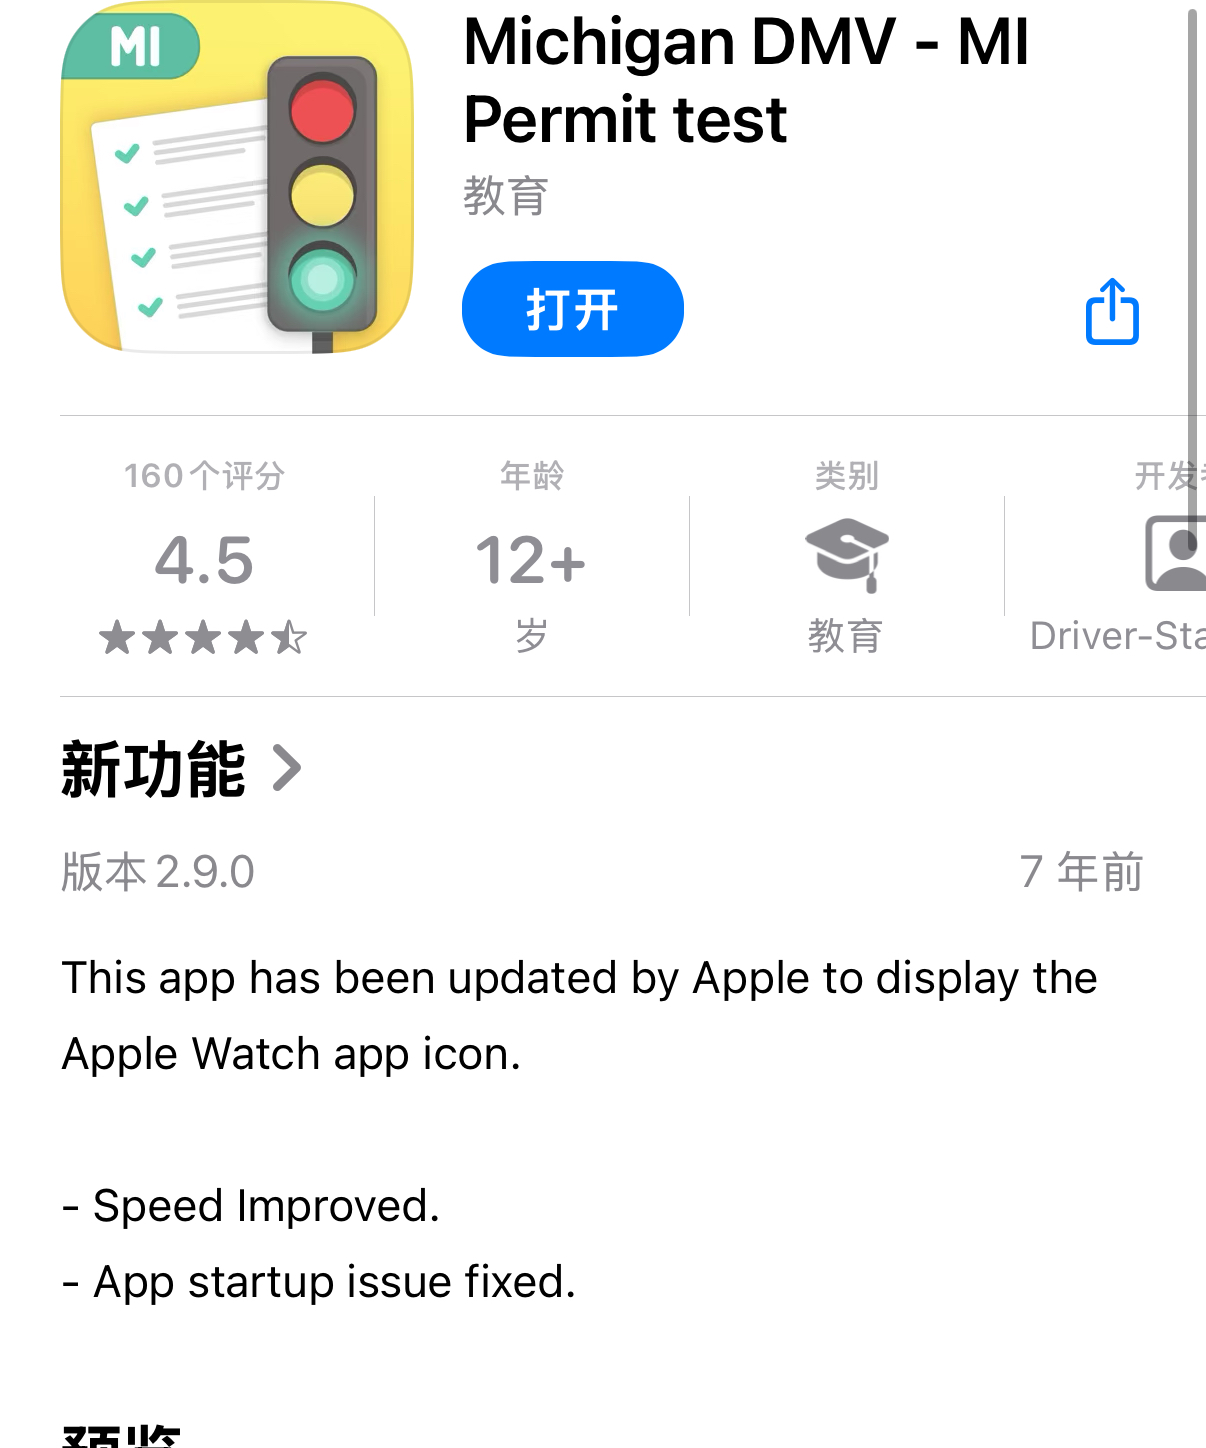 MI
Michigan DMV - MI
Permit test
教育
打开
160个评分
年龄
类别
开发
4.5
12+
岁
教育
Driver-Sta
新功能
版本 2.9.0
7 年前
This app has been updated by Apple to display the
Apple Watch app icon.
- Speed Improved.
- App startup issue fixed.
预览